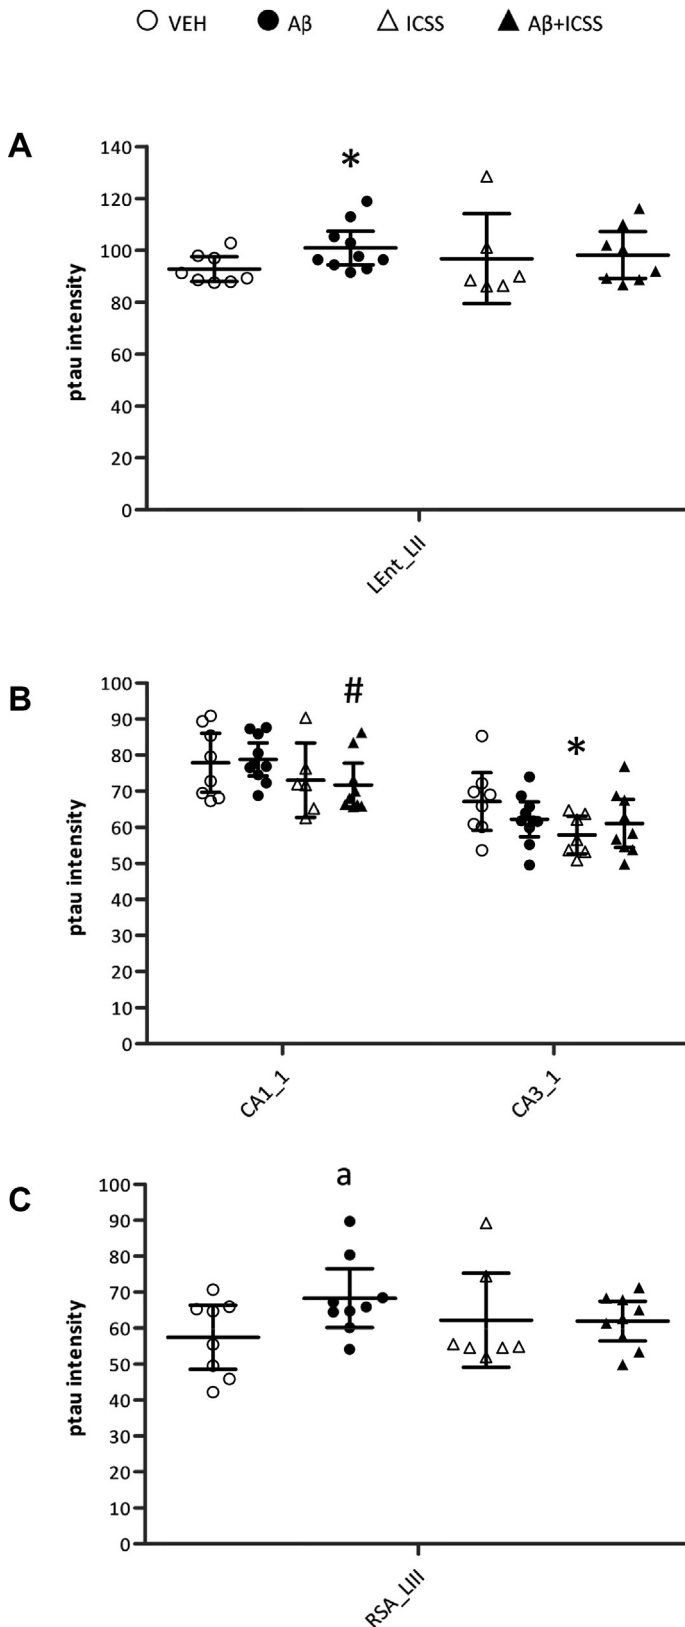 VEH Aβ ICSS Aβ+ICSS
A
ptau intensity
140
120
100
80
60
40
20
0
*
LEnt_LII
B
ptau intensity
100
90
80
70
60
50
40
30
20
10
0
#
*
CA1_1
CA3_1
C
ptau intensity
100
90
80
70
60
50
40
30
20
10
0
a
RSA_LIII